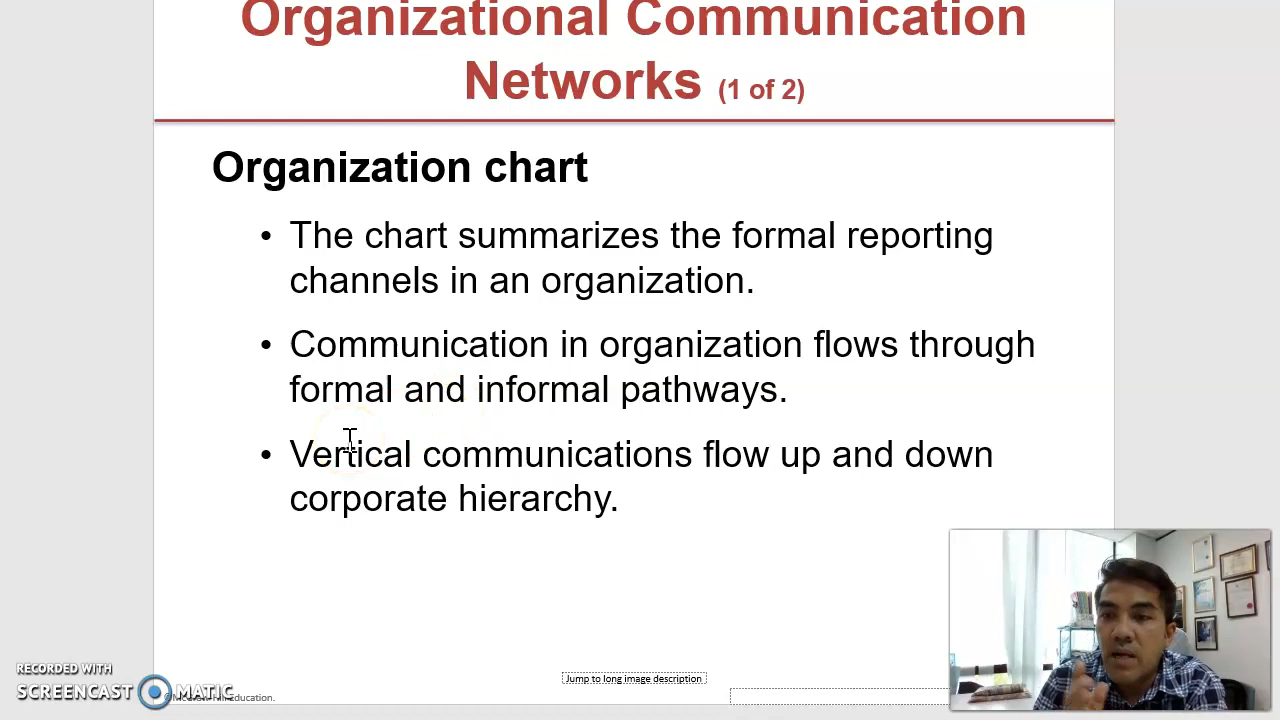 Organizational Communication
Networks (1 of 2)
Organization chart
• The chart summarizes the formal reporting
channels in an organization.
• Communication in organization flows through
formal and informal pathways.
• Vertical communications flow up and down
corporate hierarchy.
Jump to long image description
RECORDED WITH
SCREENCAST MATIC
Education.